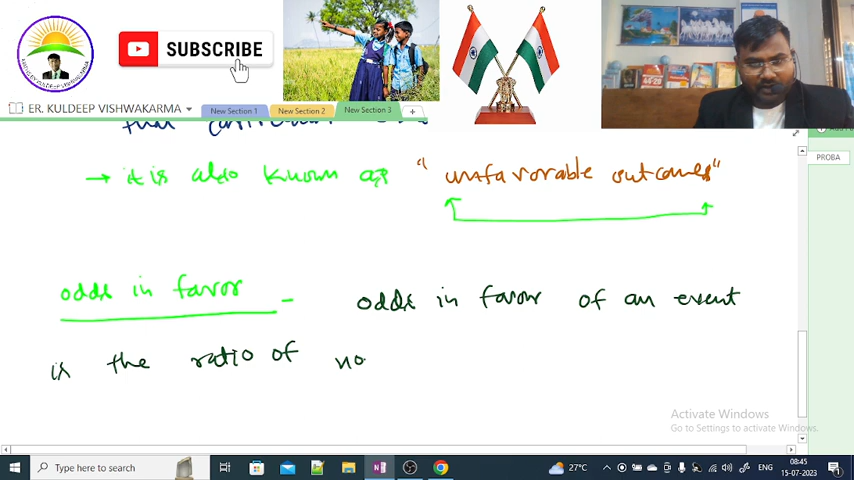 SUBSCRIBE
ER. KULDEEP VISHWAKARMA
New Section 1
New Section 2
New Section 3
PROBA
→ it is also known as " unfavorable outcomes"
odds in favor - odds in favour of an event
is the ratio of no
Activate Windows
Go to Settings to activate Windows.
Type here to search
27°C
ENG
08:45
15-07-2023